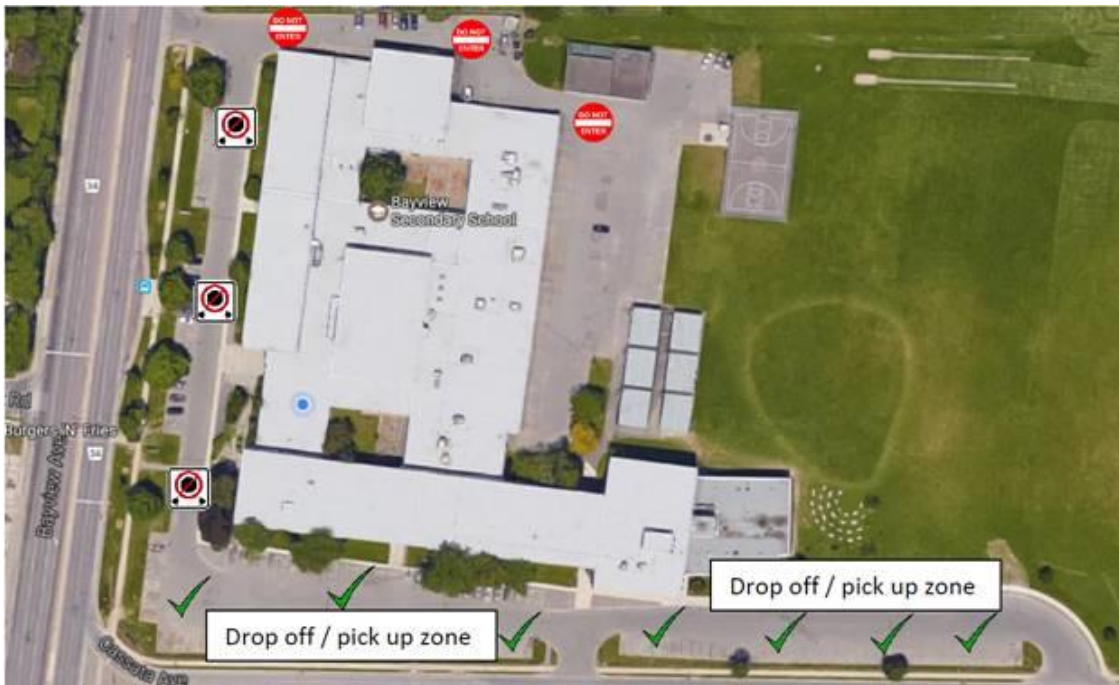 DO NOT
ENTER
DO NOT
ENTER
DO NOT
ENTER
34
Bayview
Secondary School
Rd
Burgers N' Fries
34
Bayview Ave
Drop off / pick up zone
Drop off / pick up zone
Cassata Ave